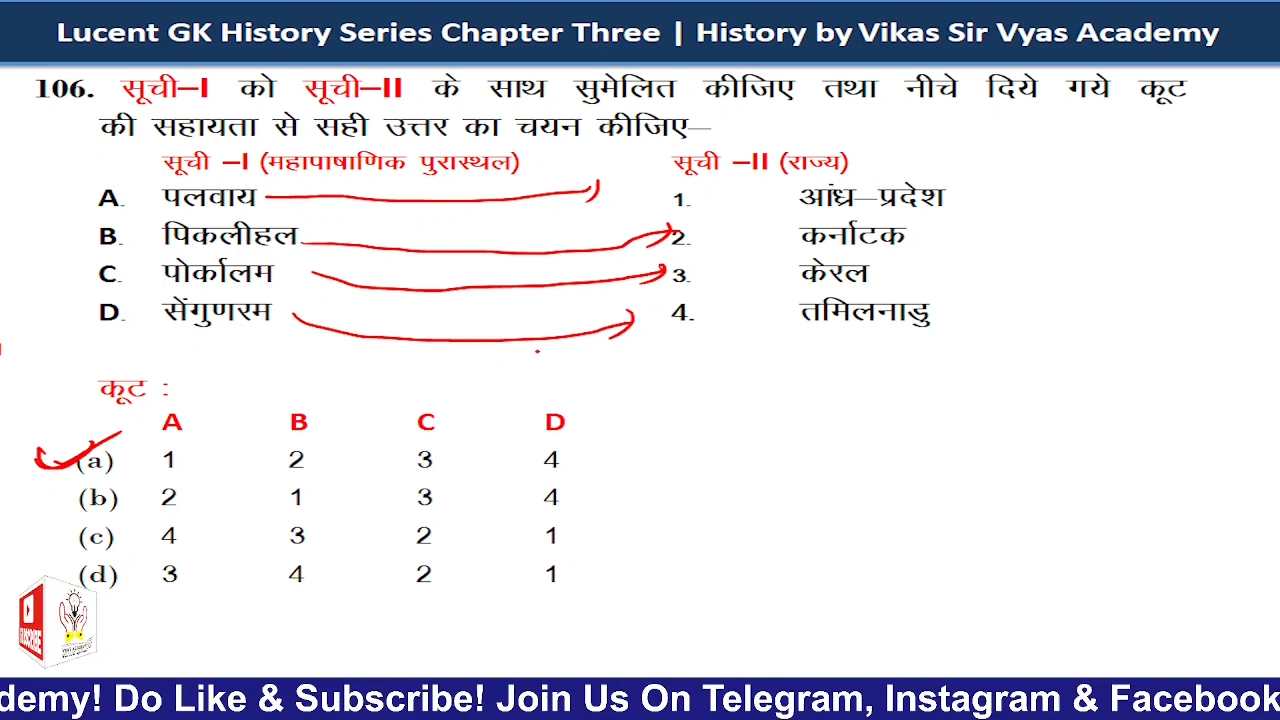 Lucent GK History Series Chapter Three | History by Vikas Sir Vyas Academy
106. सूची–I को सूची–II के साथ सुमेलित कीजिए तथा नीचे दिये गये कूट
की सहायता से सही उत्तर का चयन कीजिए–
सूची –I (महापाषाणिक पुरास्थल) सूची –II (राज्य)
A. पलवाय 1. आंध्र–प्रदेश
B. पिकलीहल 2. कर्नाटक
C. पोर्कालम 3. केरल
D. सेंगुणरम 4. तमिलनाडु
कूट :
A B C D
(a) 1 2 3 4
(b) 2 1 3 4
(c) 4 3 2 1
(d) 3 4 2 1
SUBSCRIBE
demy! Do Like & Subscribe! Join Us On Telegram, Instagram & Facebook